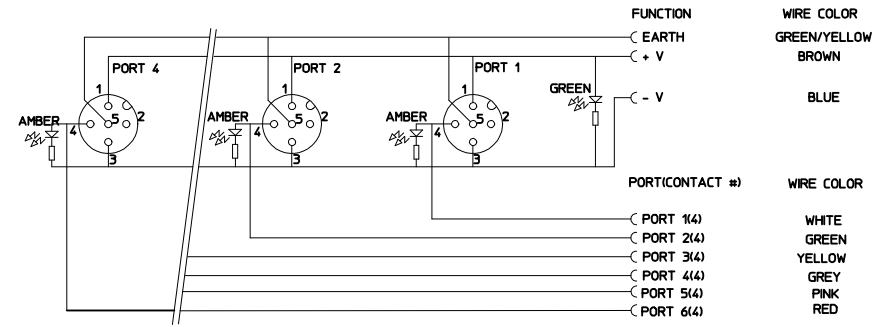 FUNCTION WIRE COLOR
EARTH GREEN/YELLOW
+ V BROWN
- V BLUE
PORT 4 PORT 2 PORT 1
1 1 1
GREEN
AMBER 4 5 2 AMBER 4 5 2 AMBER 4 5 2
3 3 3
PORT(CONTACT #) WIRE COLOR
PORT 1(4) WHITE
PORT 2(4) GREEN
PORT 3(4) YELLOW
PORT 4(4) GREY
PORT 5(4) PINK
PORT 6(4) RED